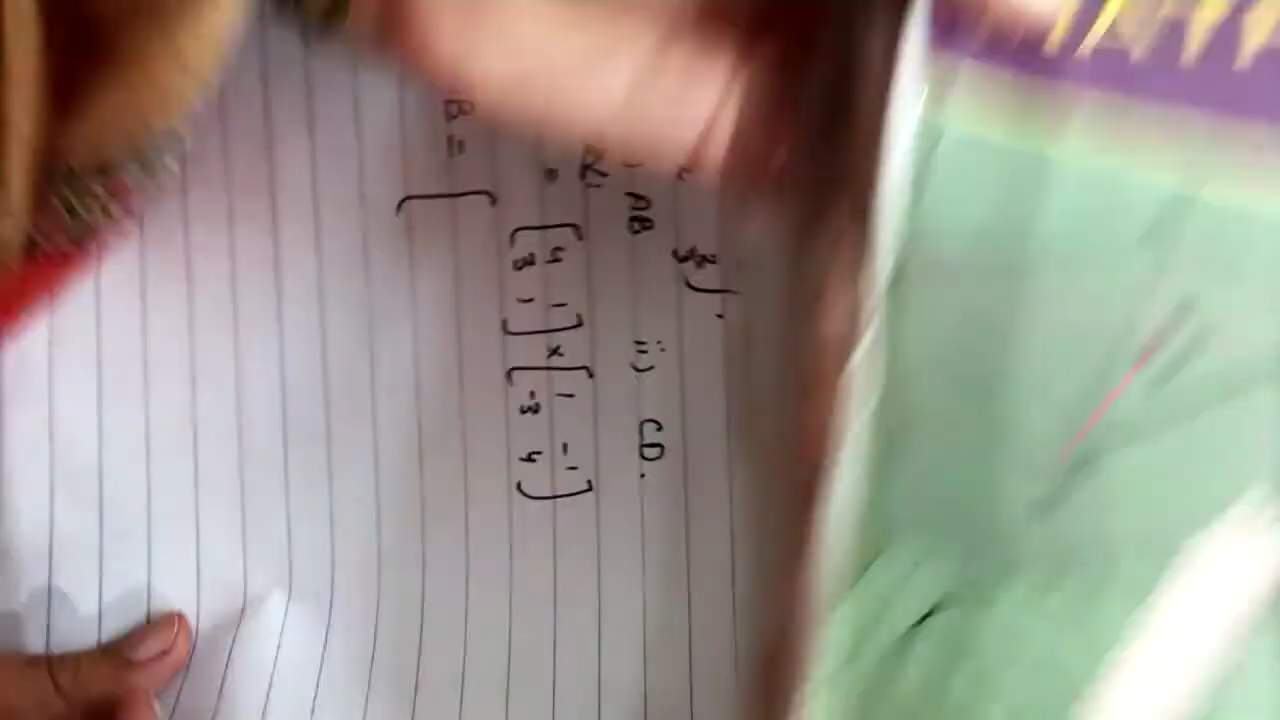 i) AB ii) CD.
= [ 4 1 ] × [ 1 -1 ]
[ 3 1 ] [ -3 4 ]
B = [